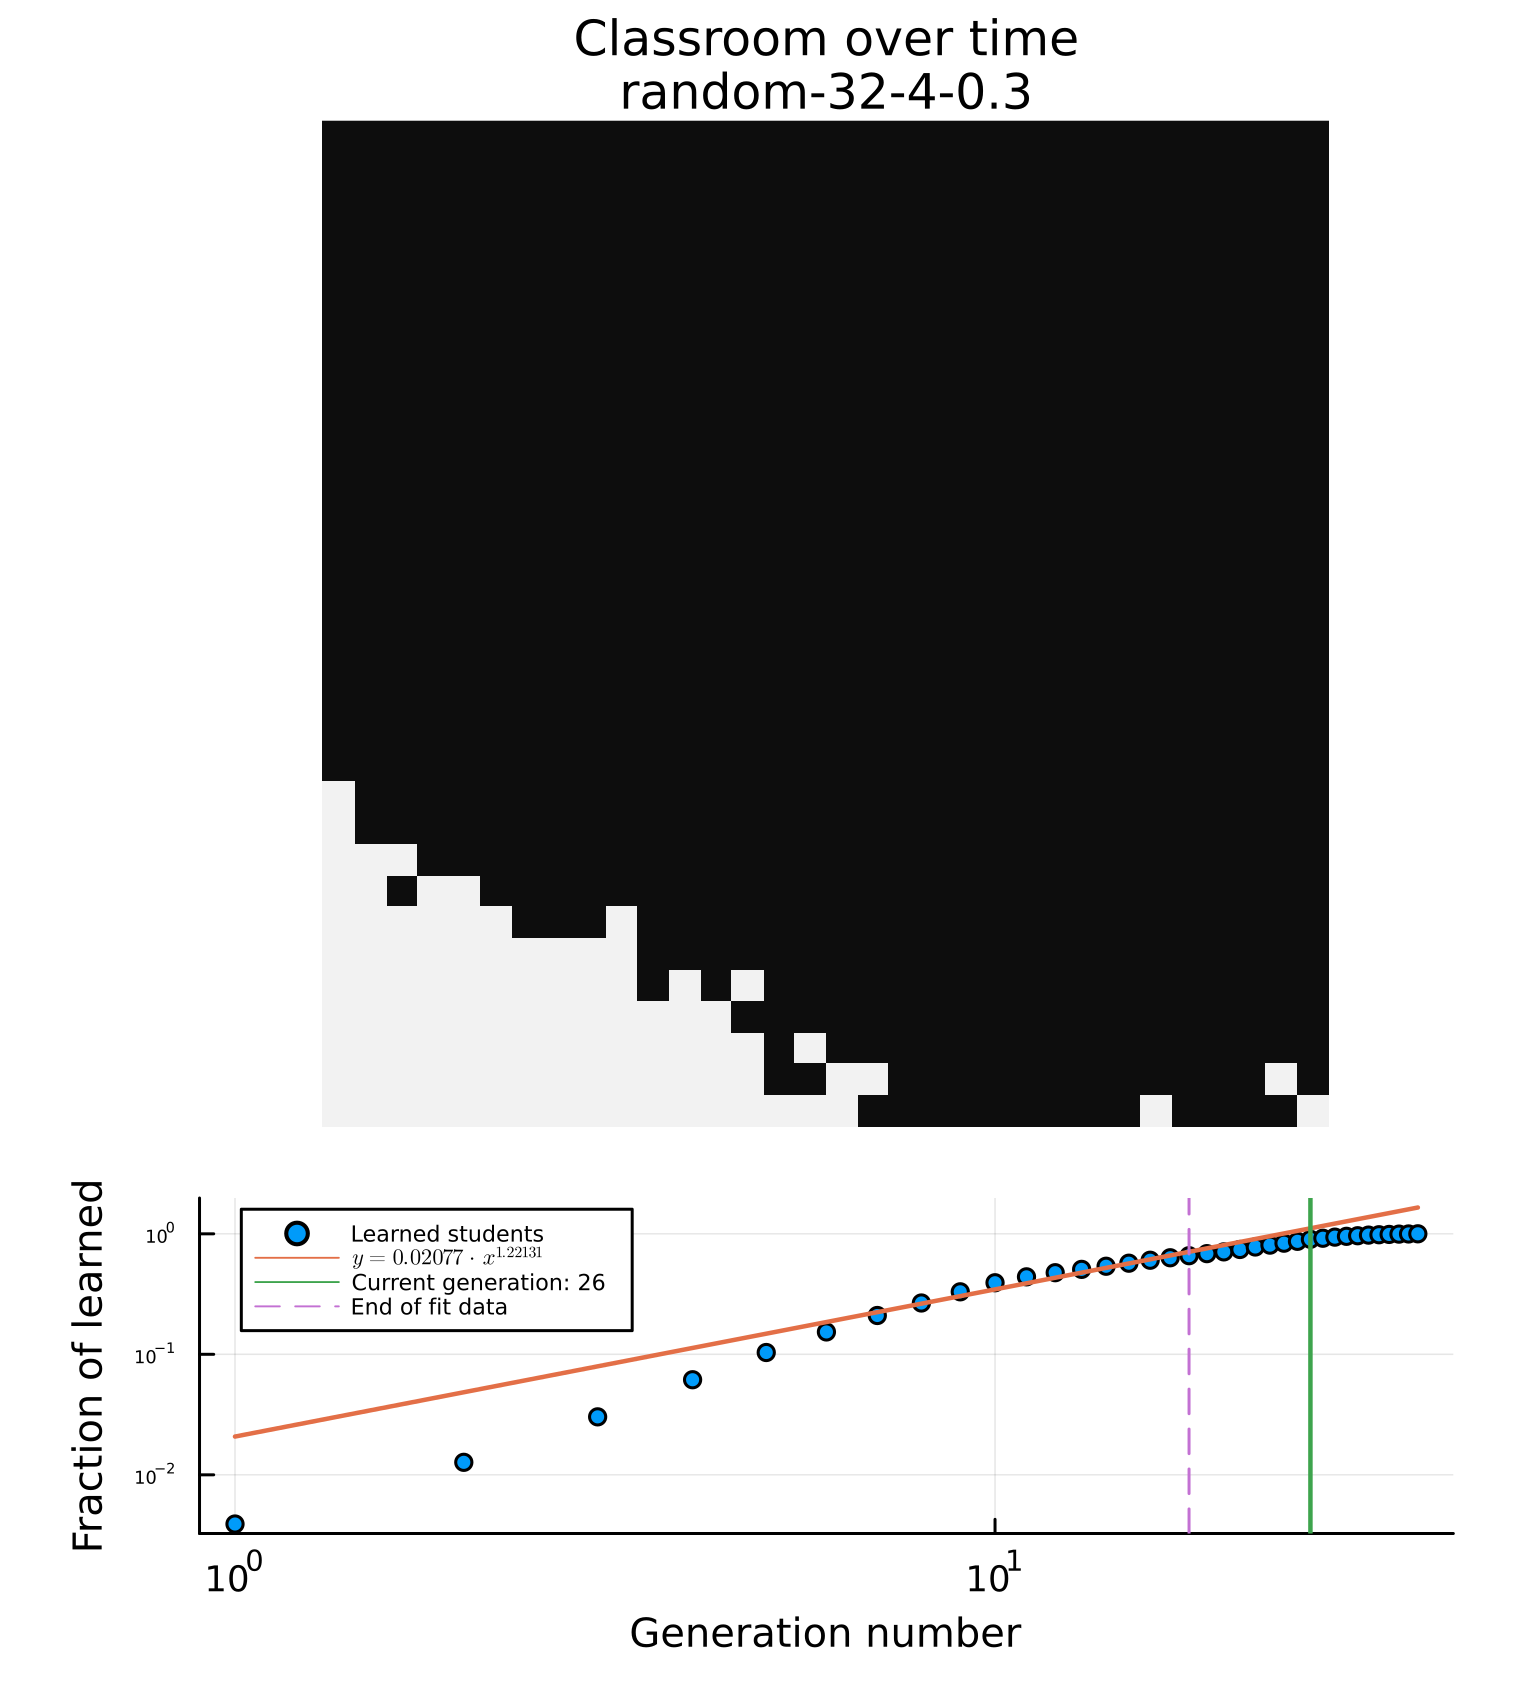 Classroom over time
random-32-4-0.3
Fraction of learned
10⁰
10⁻¹
10⁻²
Learned students
y = 0.02077 · x^1.22131
Current generation: 26
End of fit data
10⁰
10¹
Generation number